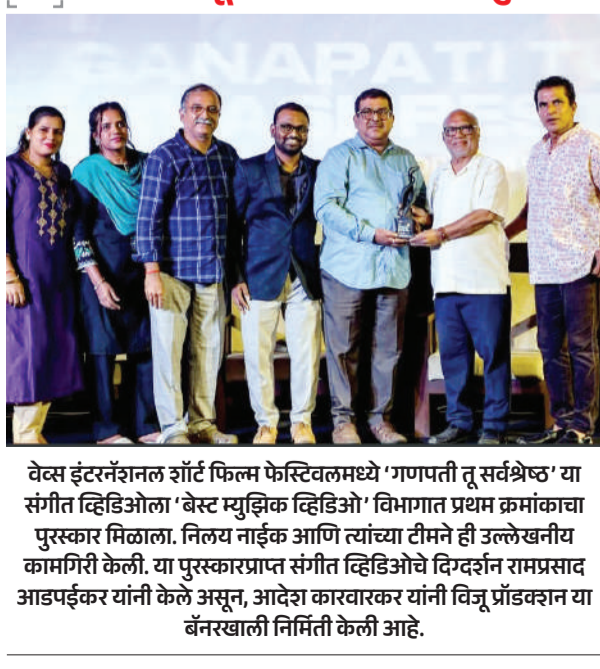 GANAPATI T
वेव्स इंटरनॅशनल शॉर्ट फिल्म फेस्टिवलमध्ये ‘गणपती तू सर्वश्रेष्ठ’ या
संगीत व्हिडिओला ‘बेस्ट म्युझिक व्हिडिओ’ विभागात प्रथम क्रमांकाचा
पुरस्कार मिळाला. निलय नाईक आणि त्यांच्या टीमने ही उल्लेखनीय
कामगिरी केली. या पुरस्कारप्राप्त संगीत व्हिडिओचे दिग्दर्शन रामप्रसाद
आडपईकर यांनी केले असून, आदेश कारवारकर यांनी विजू प्रॉडक्शन या
बॅनरखाली निर्मिती केली आहे.